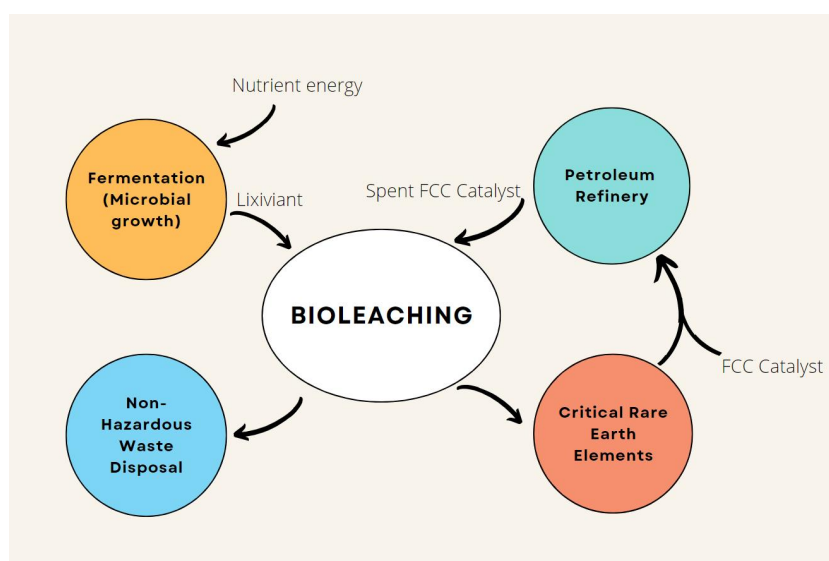 Nutrient energy
Fermentation
(Microbial
growth)
Lixiviant
Spent FCC Catalyst
Petroleum
Refinery
BIOLEACHING
Non-
Hazardous
Waste
Disposal
Critical Rare
Earth
Elements
FCC Catalyst